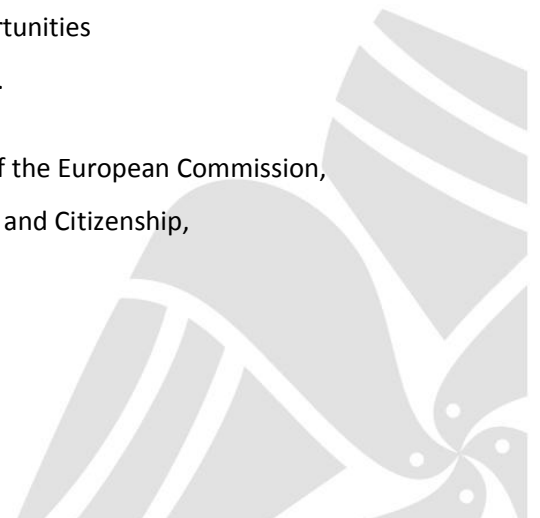 rtunities
.
f the European Commission,
and Citizenship,